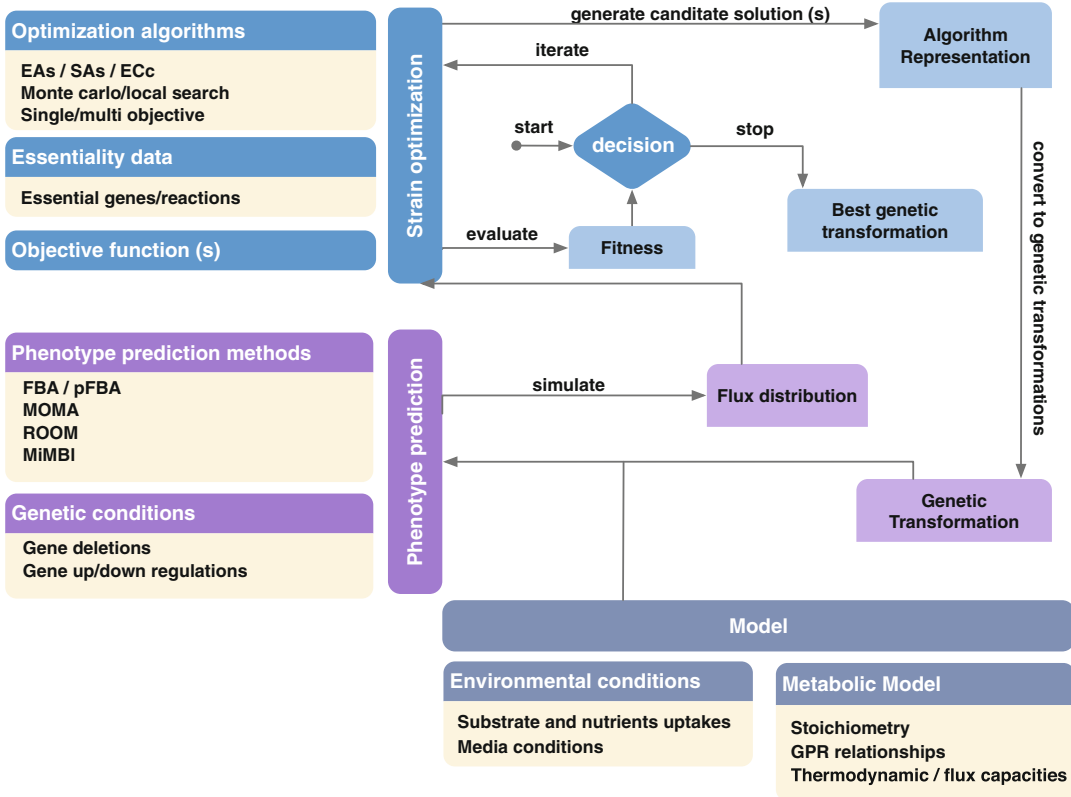 Optimization algorithms
EAs / SAs / ECc
Monte carlo/local search
Single/multi objective
Essentiality data
Essential genes/reactions
Objective function (s)
Strain optimization
generate canditate solution (s)
iterate
start
decision
stop
evaluate
Fitness
Best genetic
transformation
Algorithm
Representation
convert to genetic transformations
Phenotype prediction methods
FBA / pFBA
MOMA
ROOM
MiMBl
Genetic conditions
Gene deletions
Gene up/down regulations
Phenotype prediction
simulate
Flux distribution
Genetic
Transformation
Model
Environmental conditions
Substrate and nutrients uptakes
Media conditions
Metabolic Model
Stoichiometry
GPR relationships
Thermodynamic / flux capacities